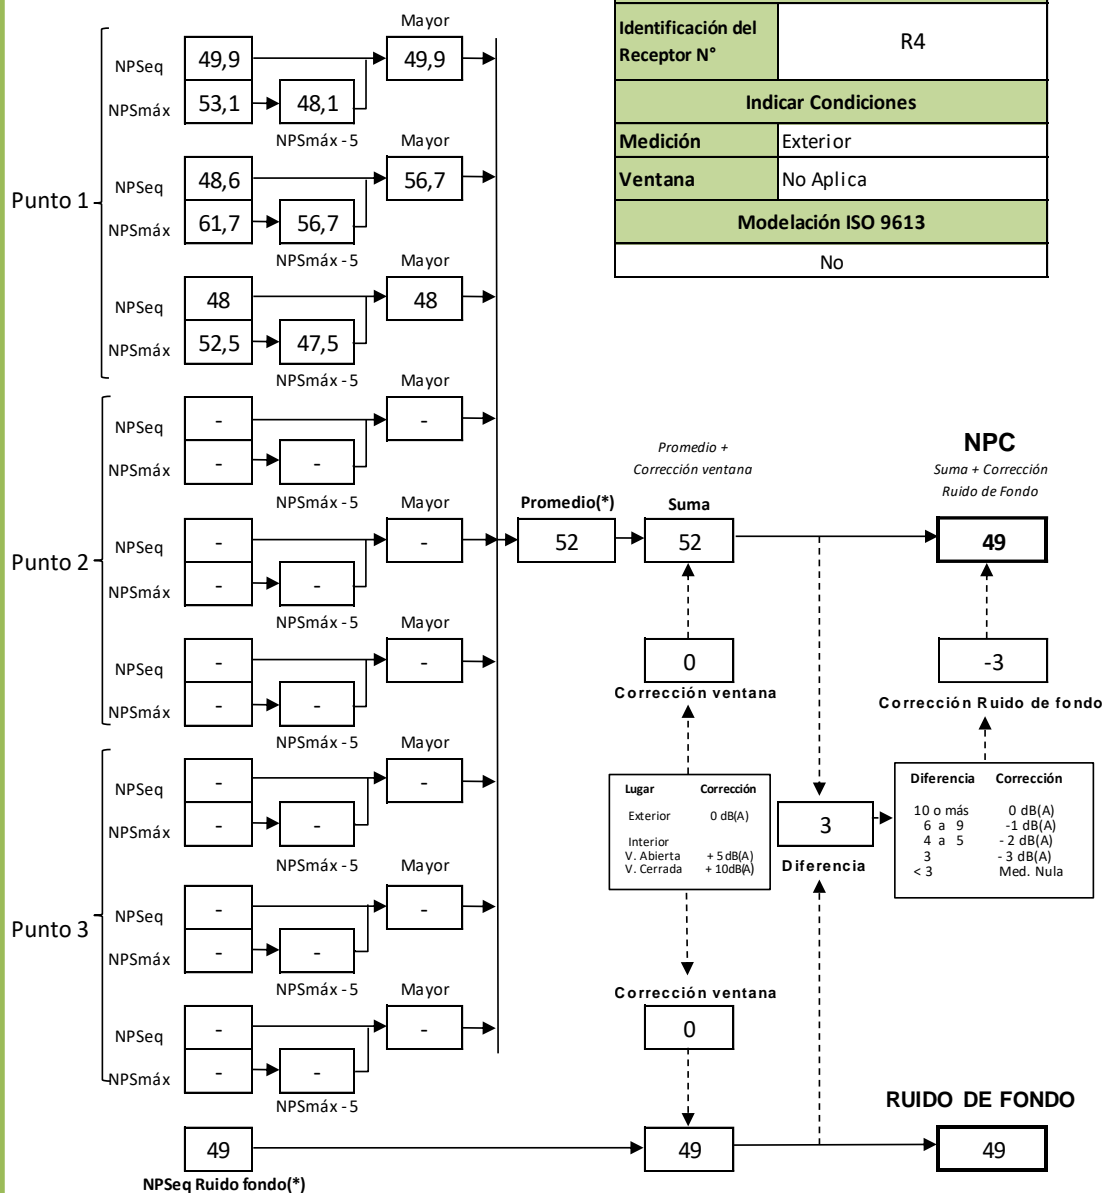 Identificación del
Receptor N°
R4
Indicar Condiciones
Medición Exterior
Ventana No Aplica
Modelación ISO 9613
No
Punto 1
Mayor
NPSeq 49,9 49,9
NPSmáx 53,1 48,1
NPSmáx - 5 Mayor
NPSeq 48,6 56,7
NPSmáx 61,7 56,7
NPSmáx - 5 Mayor
NPSeq 48 48
NPSmáx 52,5 47,5
NPSmáx - 5 Mayor
Punto 2
NPSeq - -
NPSmáx - -
NPSmáx - 5 Mayor
NPSeq - -
NPSmáx - -
NPSmáx - 5 Mayor
NPSeq - -
NPSmáx - -
NPSmáx - 5 Mayor
Punto 3
NPSeq - -
NPSmáx - -
NPSmáx - 5 Mayor
NPSeq - -
NPSmáx - -
NPSmáx - 5 Mayor
NPSeq - -
NPSmáx - -
NPSmáx - 5
Promedio(*)
52
Promedio +
Corrección ventana
Suma
52
0
Corrección ventana
NPC
Suma + Corrección
Ruido de Fondo
49
-3
Corrección Ruido de fondo
Lugar Corrección
Exterior 0 dB(A)
Interior
V. Abierta + 5 dB(A)
V. Cerrada + 10dB(A)
3
Diferencia
Diferencia Corrección
10 o más 0 dB(A)
6 a 9 -1 dB(A)
4 a 5 - 2 dB(A)
3 - 3 dB(A)
< 3 Med. Nula
Corrección ventana
0
RUIDO DE FONDO
49 49 49
NPSeq Ruido fondo(*)